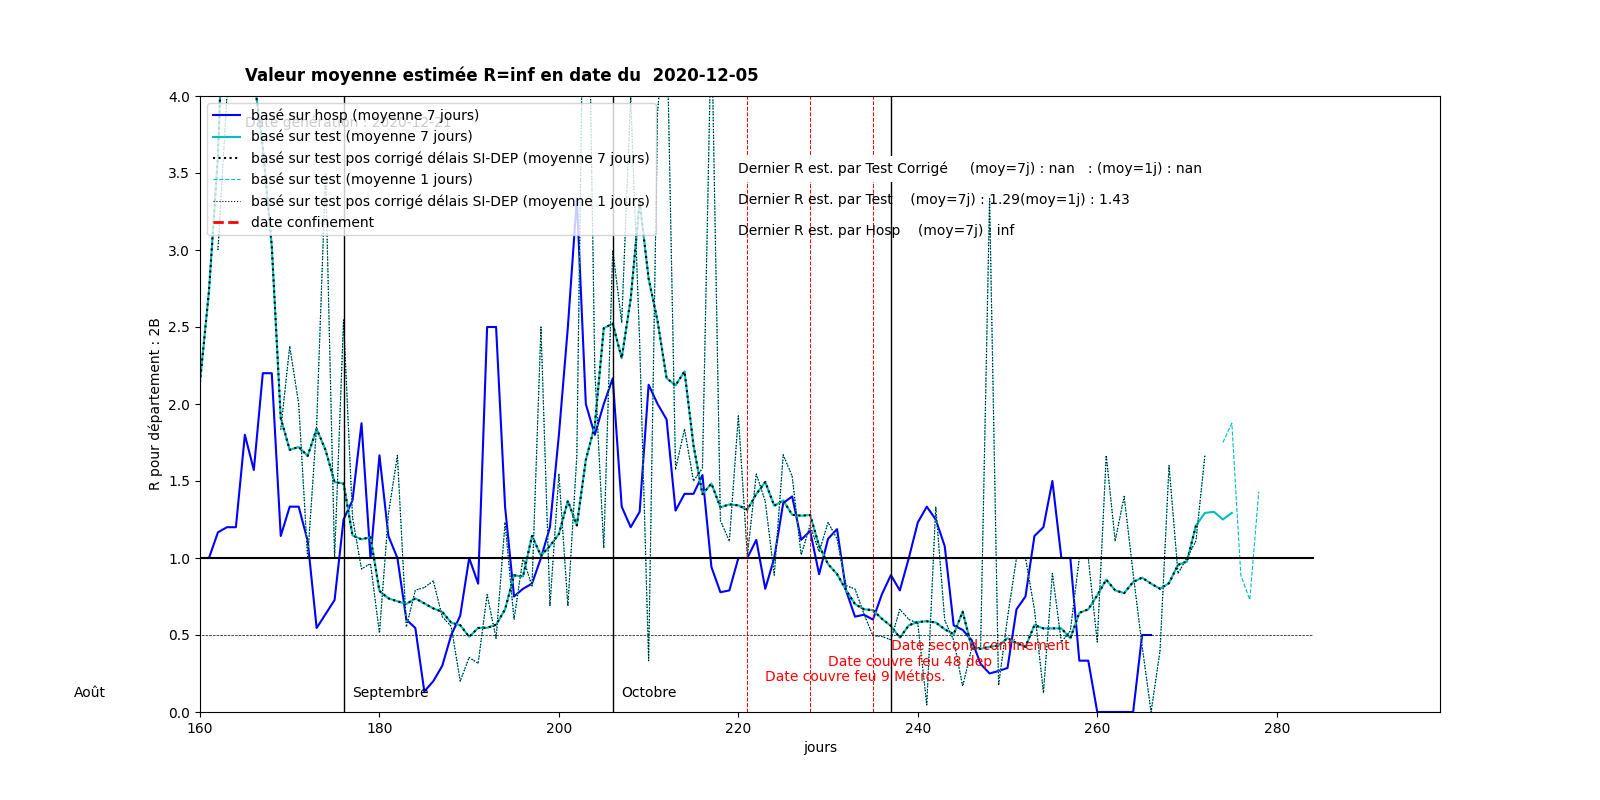 Valeur moyenne estimée R=inf en date du  2020-12-05
Date génération : 2020-12-21
basé sur hosp (moyenne 7 jours)
basé sur test (moyenne 7 jours)
basé sur test pos corrigé délais SI-DEP (moyenne 7 jours)
basé sur test (moyenne 1 jours)
basé sur test pos corrigé délais SI-DEP (moyenne 1 jours)
date confinement
Dernier R est. par Test Corrigé     (moy=7j) : nan   : (moy=1j) : nan
Dernier R est. par Test    (moy=7j) : 1.29(moy=1j) : 1.43
Dernier R est. par Hosp    (moy=7j) : inf
4.0
3.5
3.0
2.5
2.0
1.5
1.0
0.5
0.0
R pour département : 2B
Date second confinement
Date couvre feu 48 dep
Date couvre feu 9 Métros.
Août
Septembre
Octobre
160 180 200 220 240 260 280
jours